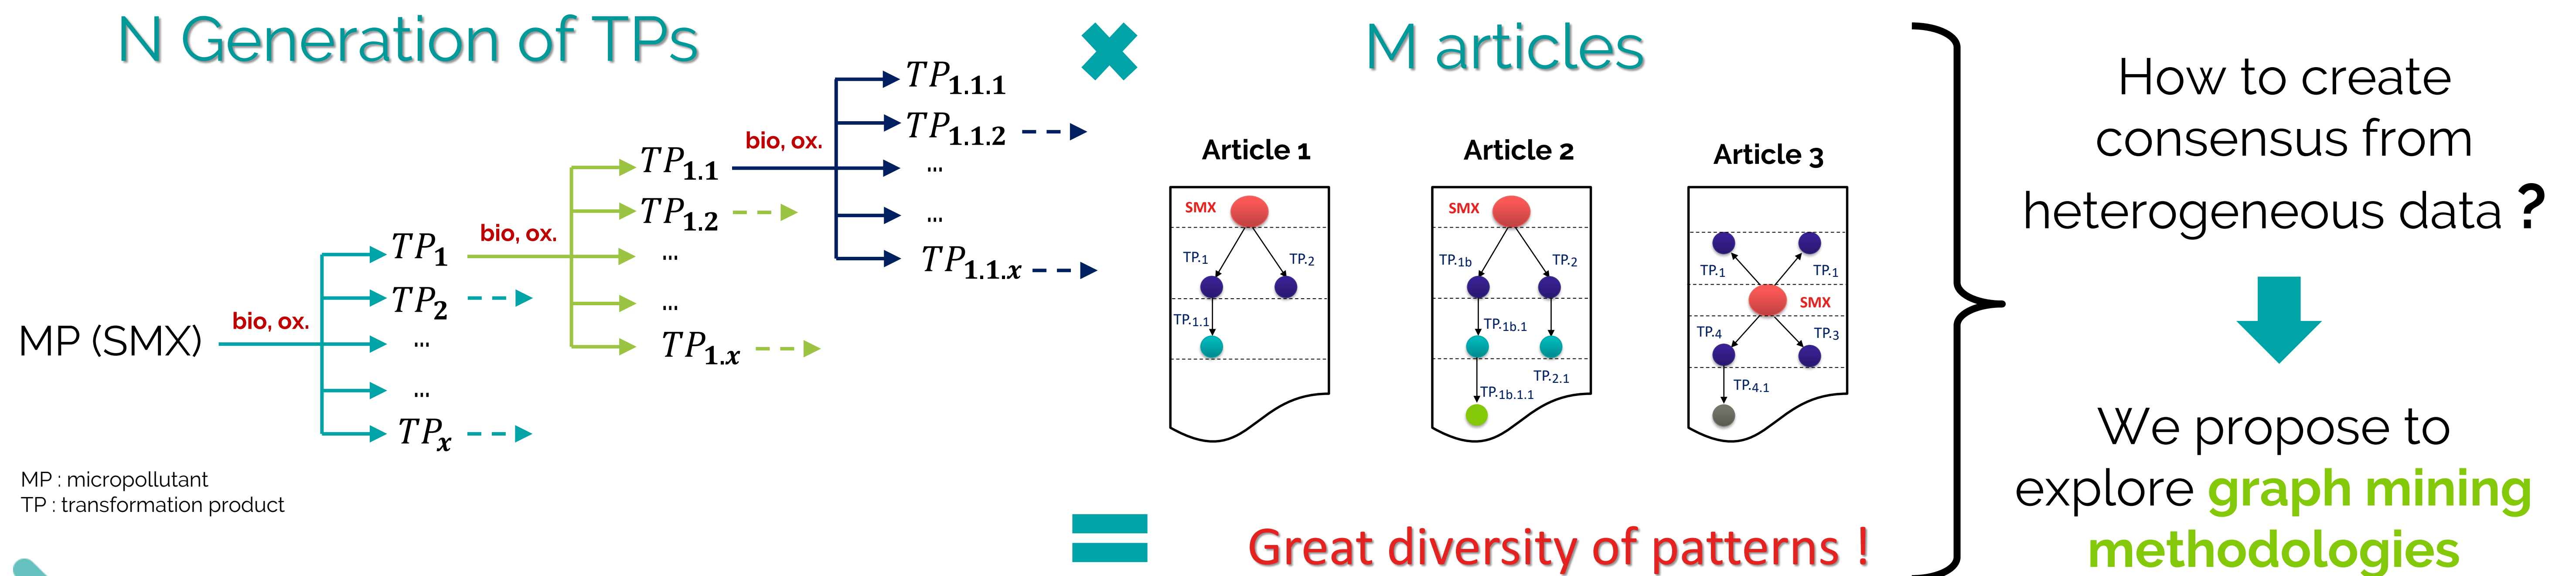 N Generation of TPs
MP (SMX)
bio, ox.
TP1
TP2
...
...
TPx
bio, ox.
TP1.1
TP1.2
...
...
TP1.x
bio, ox.
TP1.1.1
TP1.1.2
...
...
TP1.1.x
MP : micropollutant
TP : transformation product
M articles
Article 1
SMX
TP.1
TP.2
TP.1.1
Article 2
SMX
TP.1b
TP.2
TP.1b.1
TP.2.1
TP.1b.1.1
Article 3
TP.1
TP.1
SMX
TP.4
TP.3
TP.4.1
= Great diversity of patterns !
How to create
consensus from
heterogeneous data ?
We propose to
explore graph mining
methodologies